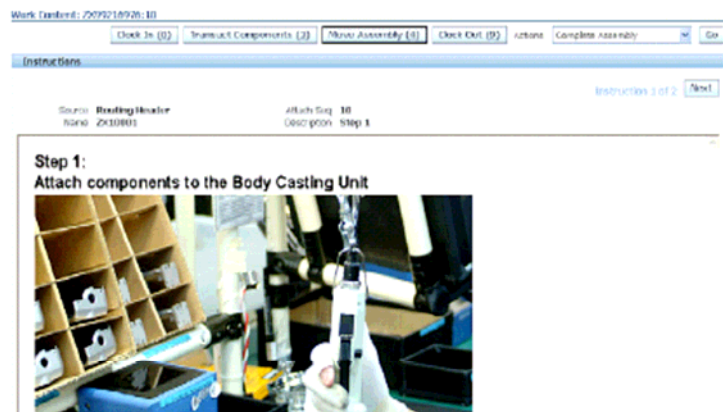 Work Content: ZX99216976:10
Clock In (0) Transact Components (3) Move Assembly (4) Clock Out (9) Actions Complete Assembly Go
Instructions
Instruction 1 of 2 Next
Source Routing Header Attach Seq 10
Name ZX10001 Description Step 1
Step 1:
Attach components to the Body Casting Unit